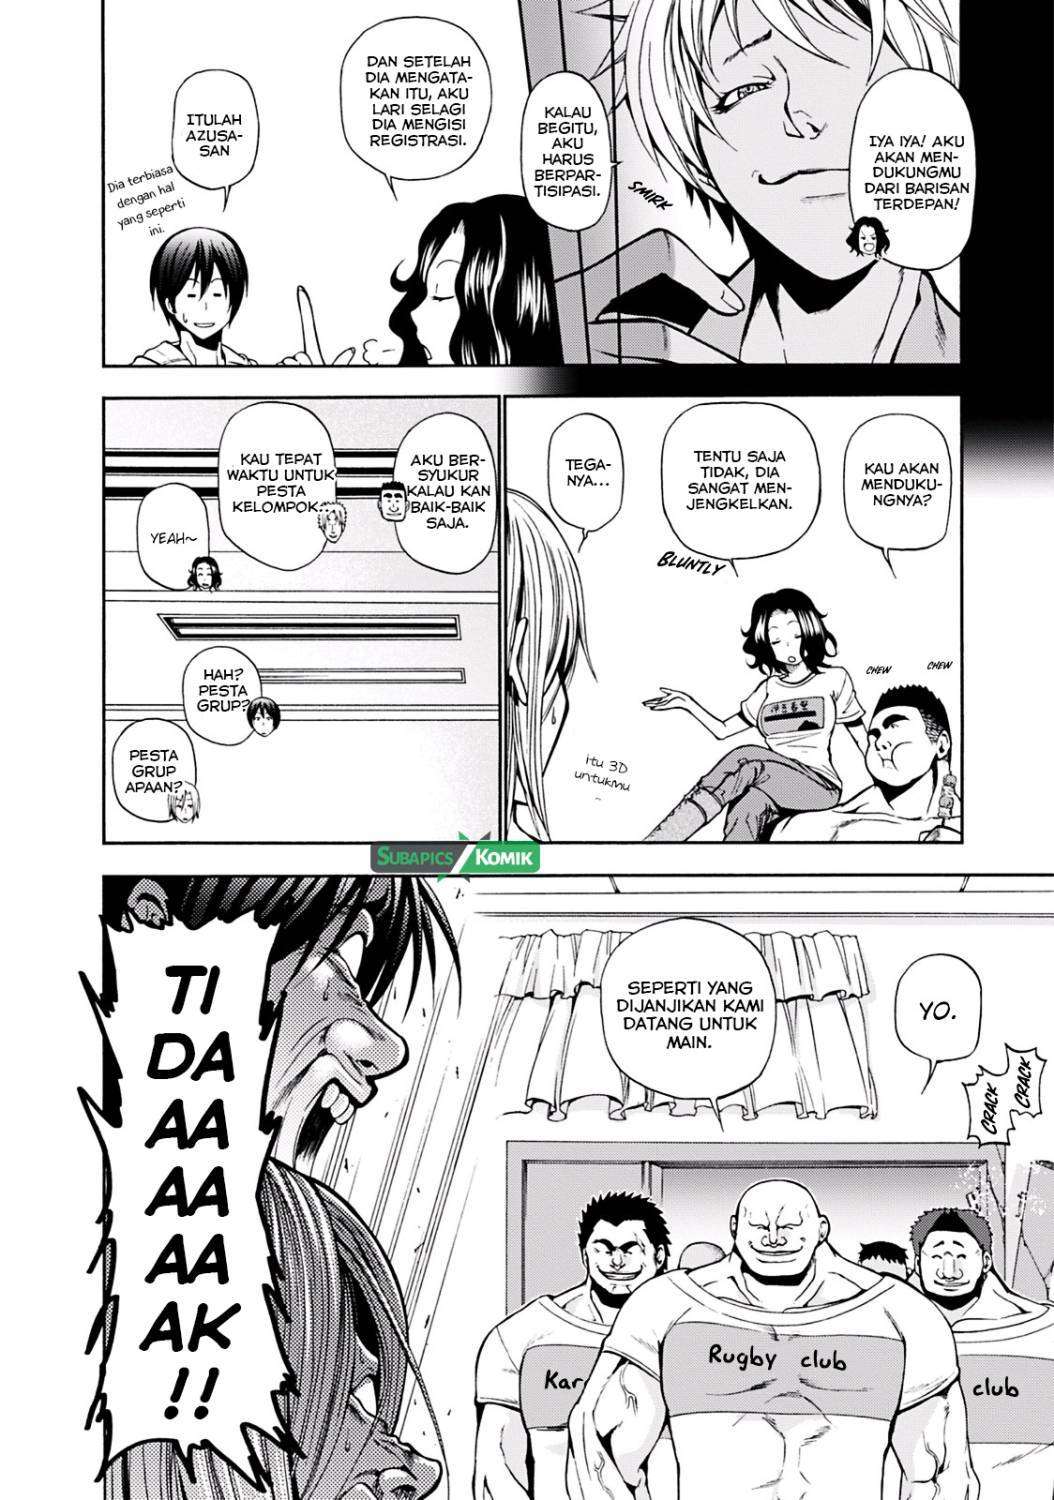 IYA IYA! AKU
AKAN MEN-
DUKUNGMU
DARI BARISAN
TERDEPAN!
SMIRK
KALAU
BEGITU,
AKU
HARUS
BERPAR-
TISIPASI.
DAN SETELAH
DIA MENGATA-
KAN ITU, AKU
LARI SELAGI
DIA MENGISI
REGISTRASI.
ITULAH
AZUSA-
SAN
Dia terbiasa
dengan hal
yang seperti
ini.
KAU AKAN
MENDUKU-
NGNYA?
TENTU SAJA
TIDAK, DIA
SANGAT MEN-
JENGKELKAN.
BLUNTLY
TEGA-
NYA...
CHEW
CHEW
Itu 3D
untukmu
AKU BER-
SYUKUR
KALAU KAN
BAIK-BAIK
SAJA.
KAU TEPAT
WAKTU UNTUK
PESTA
KELOMPOK...
YEAH~
HAH?
PESTA
GRUP?
PESTA
GRUP
APAAN?
SUBAPICS KOMIK
YO.
SEPERTI YANG
DIJANJIKAN KAMI
DATANG UNTUK
MAIN.
CRACK
CRACK
Kar
Rugby club
club
TI
DA
AA
AA
AA
AK
!!